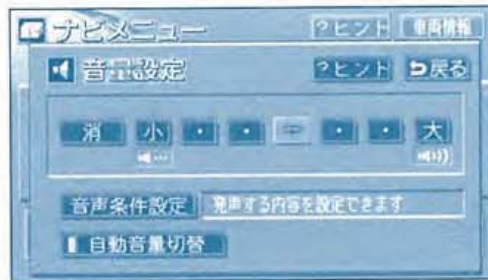 ナビメニュー ?ヒント 車両情報
音量設定 ?ヒント 戻る
消 小 ・ ・ 中 ・ ・ 大
音声条件設定 発声する内容を設定できます
自動音量切替